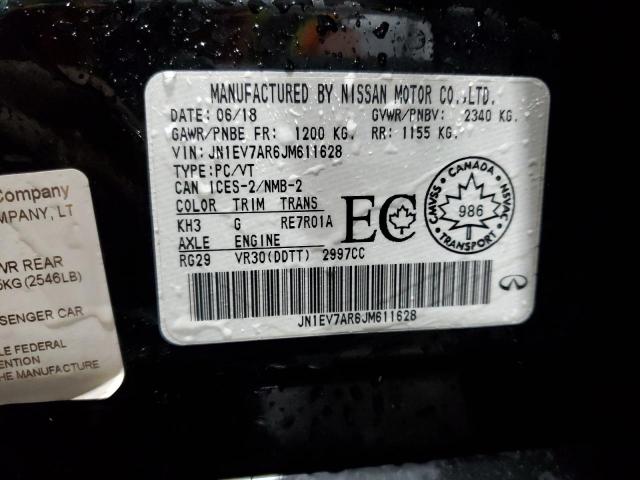 MANUFACTURED BY NISSAN MOTOR CO.,LTD.
DATE: 06/18 GVWR/PNBV: 2340 KG.
GAWR/PNBE FR: 1200 KG. RR: 1155 KG.
VIN: JN1EV7AR6JM611628
TYPE:PC/VT
CAN ICES-2/NMB-2
COLOR TRIM TRANS
KH3 G RE7R01A
AXLE ENGINE
RG29 VR30(DDTT) 2997CC
EC
CANADA
CMVSS 986 NSVAC
TRANSPORT
JN1EV7AR6JM611628
Company
OMPANY, LT
VR REAR
KG(2546LB)
SSENGER CAR
LE FEDERAL
ENTION
THE MANUFAC